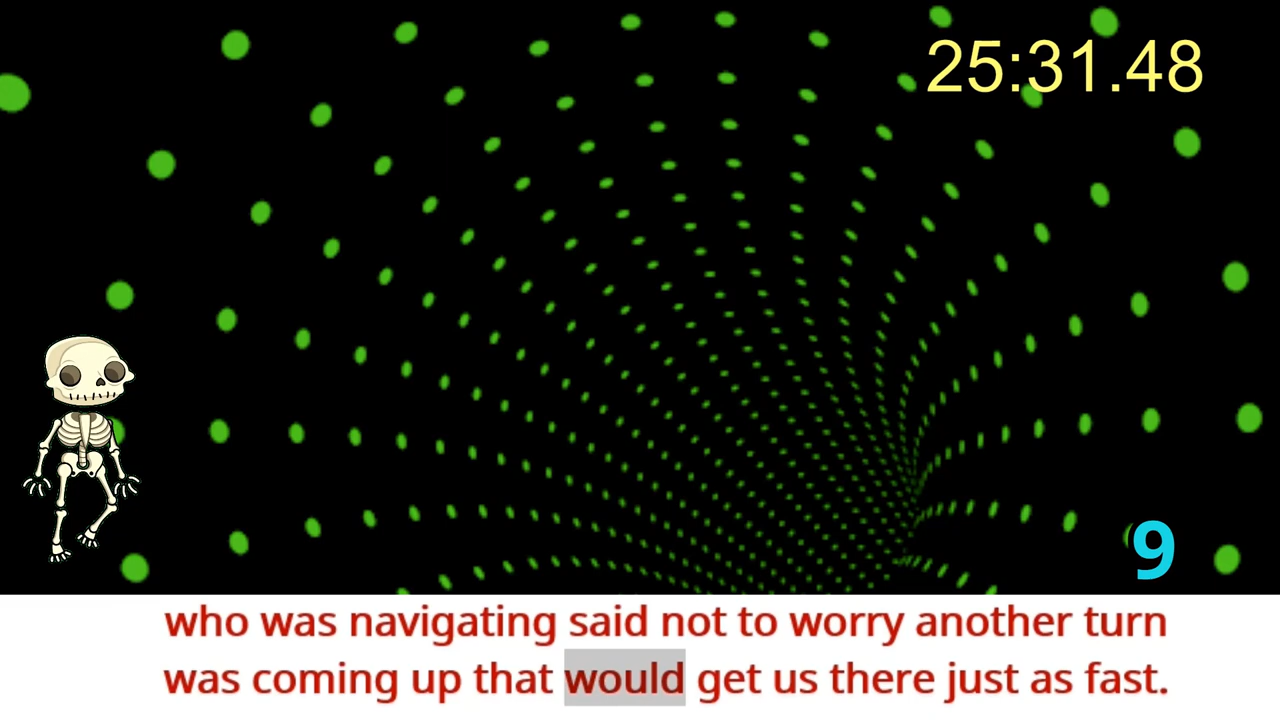 25:31.48
9
who was navigating said not to worry another turn
was coming up that would get us there just as fast.